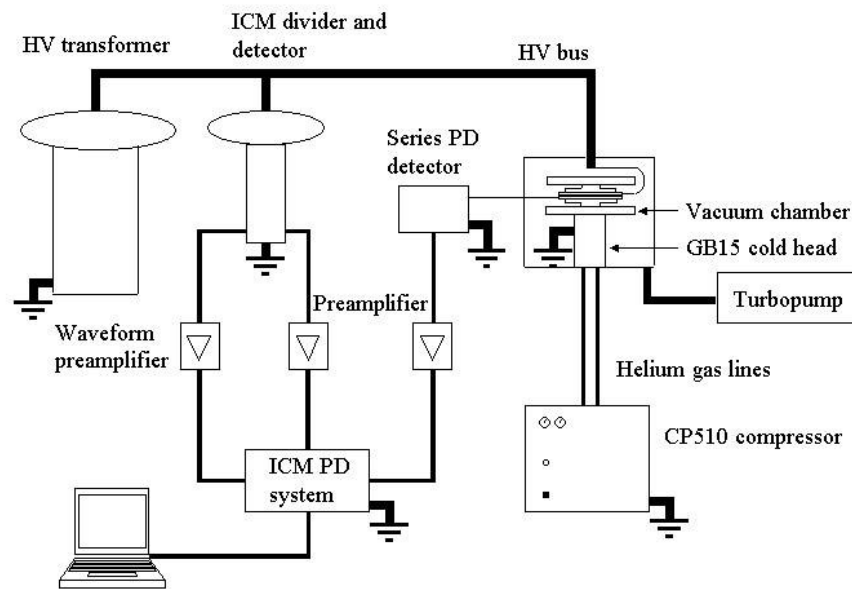 ICM divider and
detector
HV transformer
HV bus
Series PD
detector
Vacuum chamber
GB15 cold head
Turbopump
Preamplifier
Waveform
preamplifier
Helium gas lines
CP510 compressor
ICM PD
system